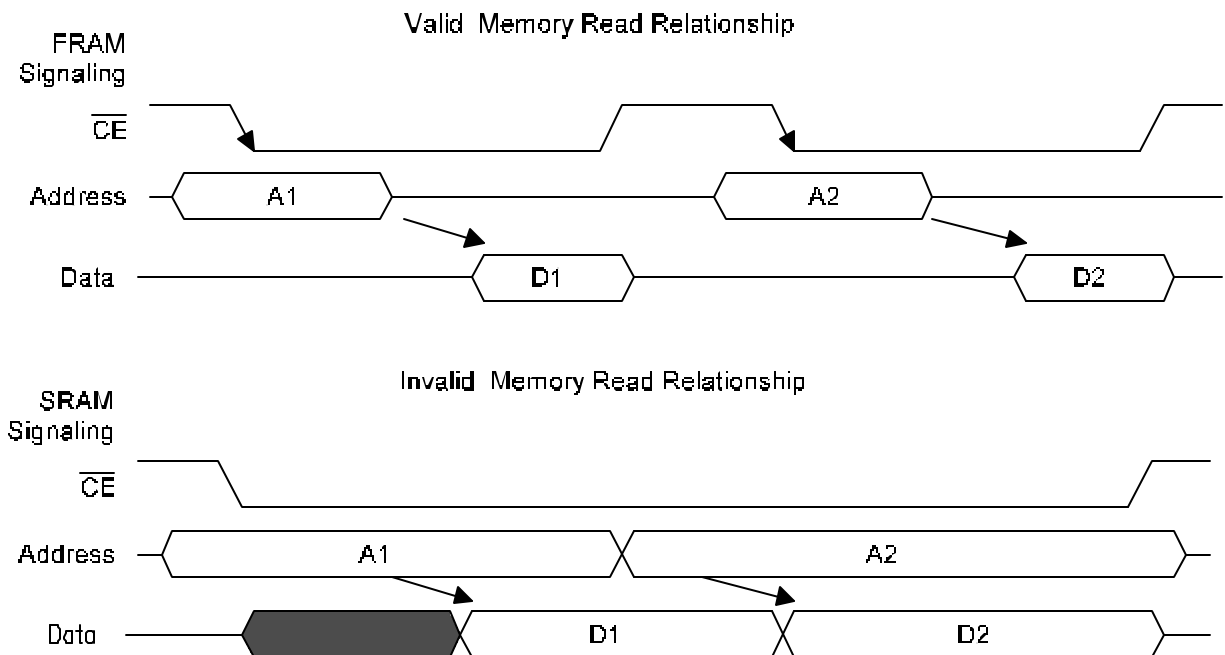 Valid Memory Read Relationship
FRAM
Signaling
CE
Address
A1
A2
Data
D1
D2
Invalid Memory Read Relationship
SRAM
Signaling
CE
Address
A1
A2
Data
D1
D2